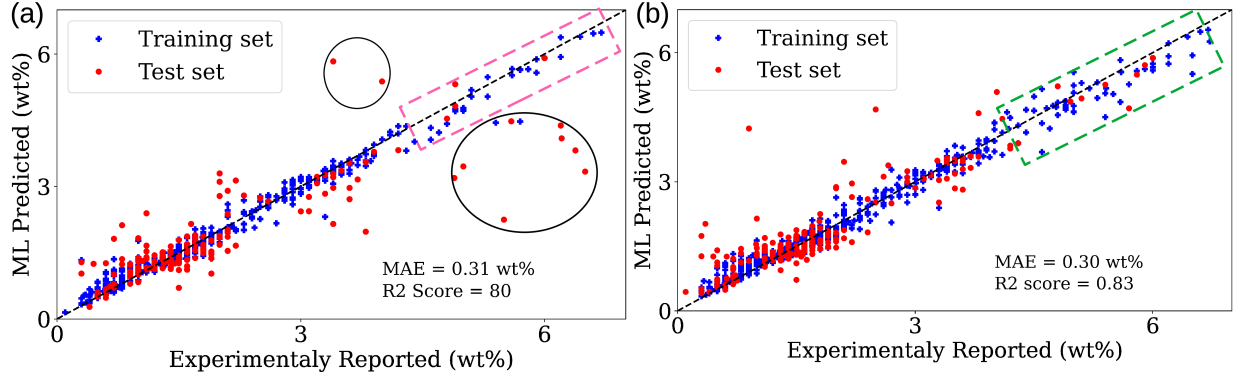 (a)
Training set
Test set
6
3
0
0
3
6
ML Predicted (wt%)
MAE = 0.31 wt%
R2 Score = 80
Experimentaly Reported (wt%)
(b)
Training set
Test set
6
3
0
0
3
6
ML Predicted (wt%)
MAE = 0.30 wt%
R2 score = 0.83
Experimentaly Reported (wt%)